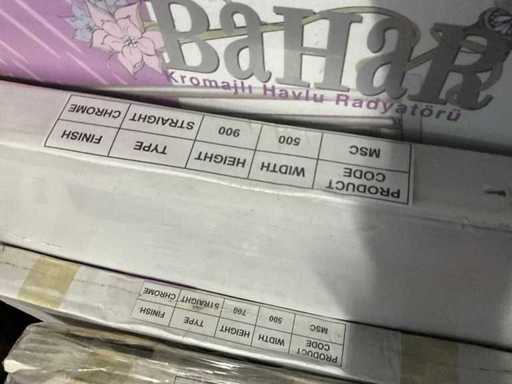 BaHaR
Kromajlı Havlu Radyatörü
PRODUCT CODE WIDTH HEIGHT TYPE FINISH
MSC 500 900 STRAIGHT CHROME
PRODUCT CODE WIDTH HEIGHT TYPE FINISH
MSC 500 700 STRAIGHT CHROME